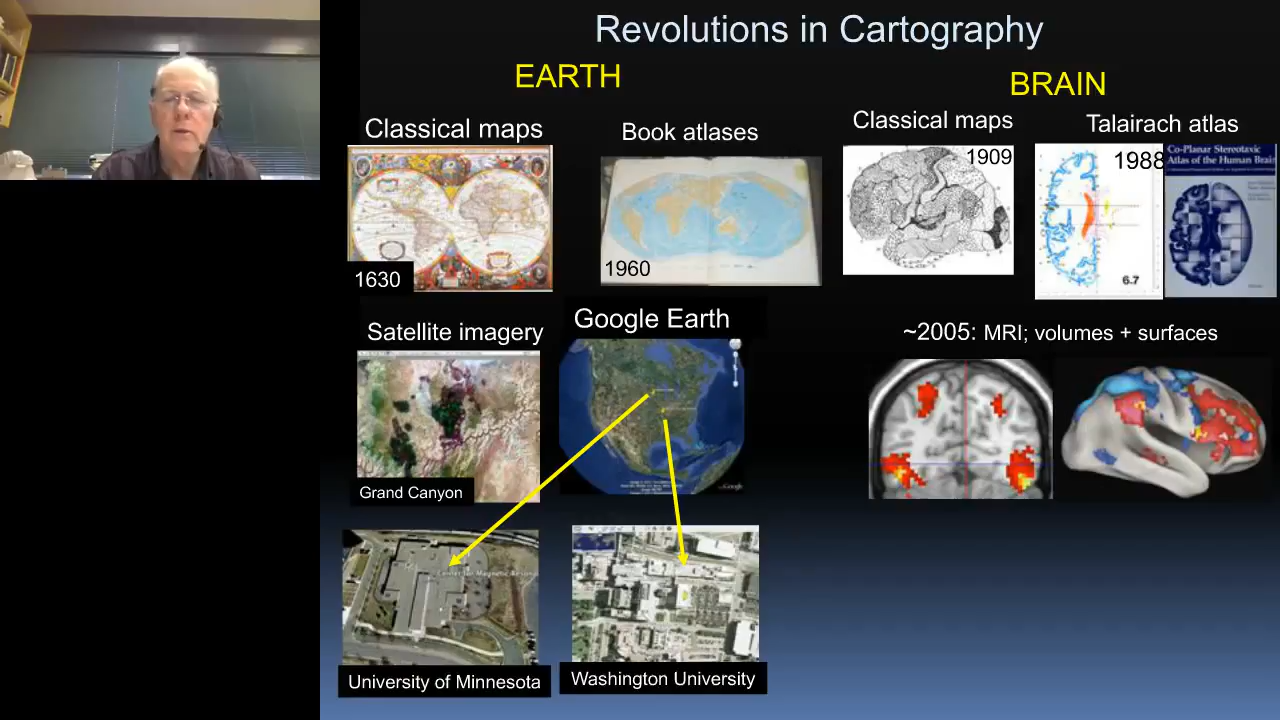 Revolutions in Cartography
EARTH
BRAIN
Classical maps
Book atlases
Classical maps
Talairach atlas
1630
1960
1909
1988
6.7
Co-Planar Stereotaxic
Atlas of the Human Brain
Satellite imagery
Google Earth
~2005: MRI; volumes + surfaces
Grand Canyon
Google
University of Minnesota
Washington University